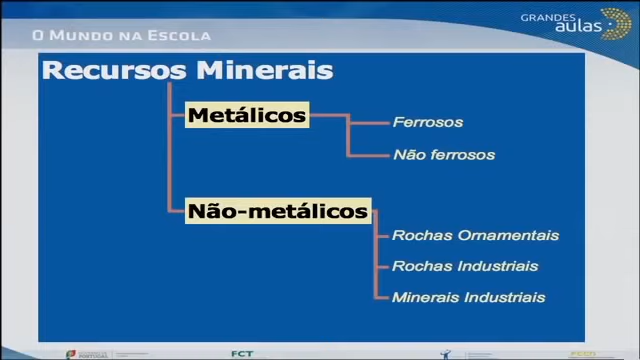 GRANDES
aulas
O MUNDO NA ESCOLA
Recursos Minerais
Metálicos
Ferrosos
Não ferrosos
Não-metálicos
Rochas Ornamentais
Rochas Industriais
Minerais Industriais
PORTUGAL
FCT